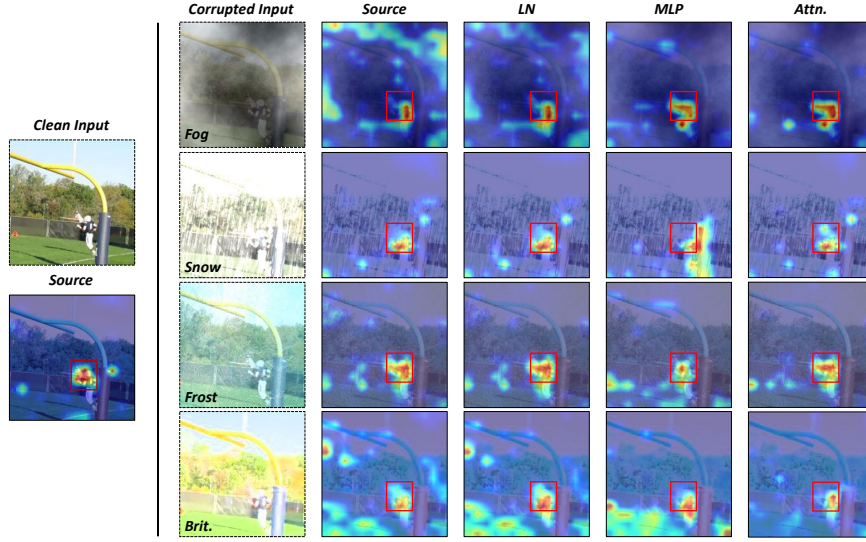 Corrupted Input Source LN MLP Attn.
Clean Input
Source
Fog
Snow
Frost
Brit.